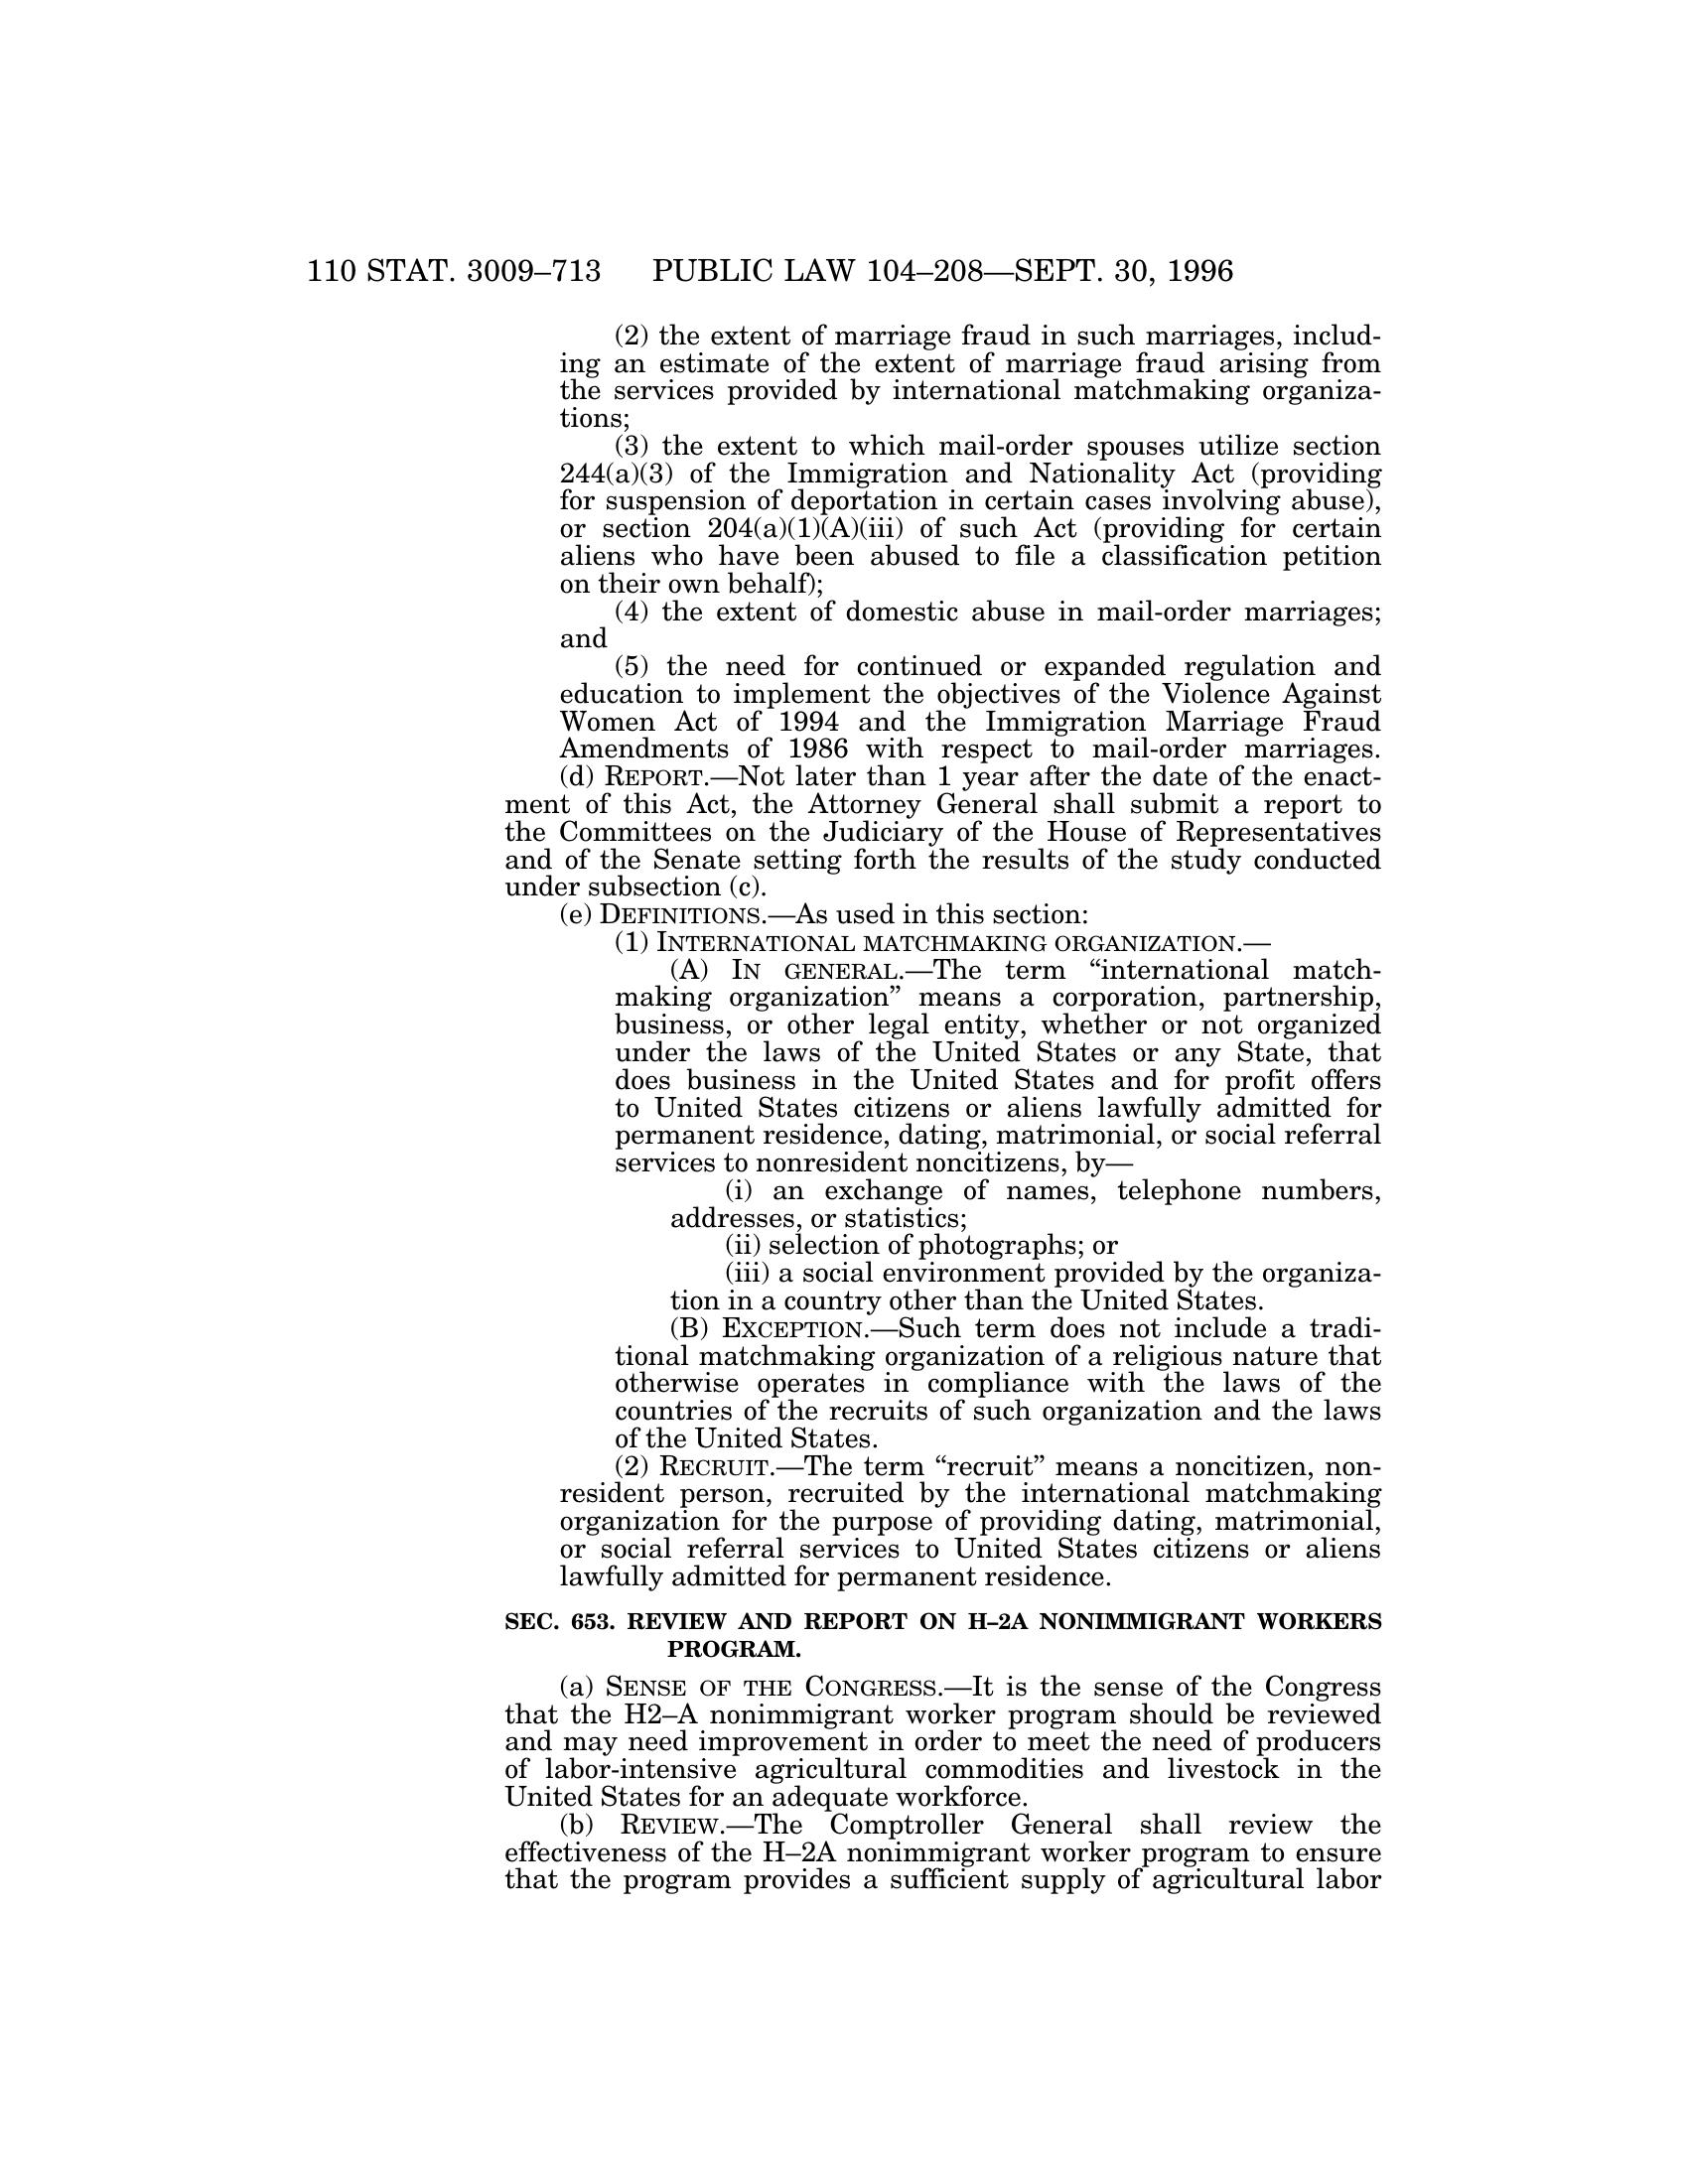 110 STAT. 3009–713 PUBLIC LAW 104–208—SEPT. 30, 1996
(2) the extent of marriage fraud in such marriages, includ-
ing an estimate of the extent of marriage fraud arising from
the services provided by international matchmaking organiza-
tions;
(3) the extent to which mail-order spouses utilize section
244(a)(3) of the Immigration and Nationality Act (providing
for suspension of deportation in certain cases involving abuse),
or section 204(a)(1)(A)(iii) of such Act (providing for certain
aliens who have been abused to file a classification petition
on their own behalf);
(4) the extent of domestic abuse in mail-order marriages;
and
(5) the need for continued or expanded regulation and
education to implement the objectives of the Violence Against
Women Act of 1994 and the Immigration Marriage Fraud
Amendments of 1986 with respect to mail-order marriages.
(d) REPORT.—Not later than 1 year after the date of the enact-
ment of this Act, the Attorney General shall submit a report to
the Committees on the Judiciary of the House of Representatives
and of the Senate setting forth the results of the study conducted
under subsection (c).
(e) DEFINITIONS.—As used in this section:
(1) INTERNATIONAL MATCHMAKING ORGANIZATION.—
(A) IN GENERAL.—The term “international match-
making organization” means a corporation, partnership,
business, or other legal entity, whether or not organized
under the laws of the United States or any State, that
does business in the United States and for profit offers
to United States citizens or aliens lawfully admitted for
permanent residence, dating, matrimonial, or social referral
services to nonresident noncitizens, by—
(i) an exchange of names, telephone numbers,
addresses, or statistics;
(ii) selection of photographs; or
(iii) a social environment provided by the organiza-
tion in a country other than the United States.
(B) EXCEPTION.—Such term does not include a tradi-
tional matchmaking organization of a religious nature that
otherwise operates in compliance with the laws of the
countries of the recruits of such organization and the laws
of the United States.
(2) RECRUIT.—The term “recruit” means a noncitizen, non-
resident person, recruited by the international matchmaking
organization for the purpose of providing dating, matrimonial,
or social referral services to United States citizens or aliens
lawfully admitted for permanent residence.
SEC. 653. REVIEW AND REPORT ON H–2A NONIMMIGRANT WORKERS
PROGRAM.
(a) SENSE OF THE CONGRESS.—It is the sense of the Congress
that the H2–A nonimmigrant worker program should be reviewed
and may need improvement in order to meet the need of producers
of labor-intensive agricultural commodities and livestock in the
United States for an adequate workforce.
(b) REVIEW.—The Comptroller General shall review the
effectiveness of the H–2A nonimmigrant worker program to ensure
that the program provides a sufficient supply of agricultural labor